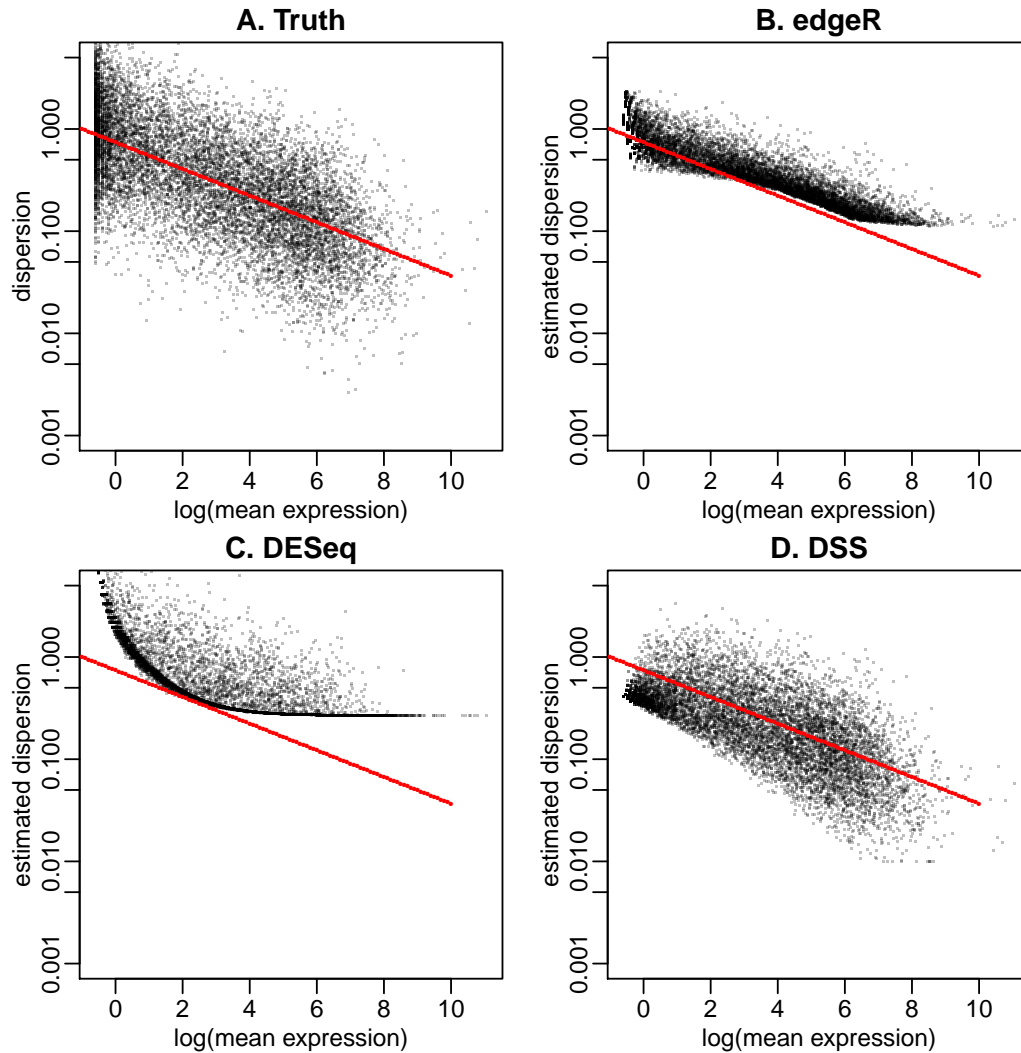 A. Truth
dispersion
1.000
0.100
0.010
0.001
0 2 4 6 8 10
log(mean expression)
B. edgeR
estimated dispersion
1.000
0.100
0.010
0.001
0 2 4 6 8 10
log(mean expression)
C. DESeq
estimated dispersion
1.000
0.100
0.010
0.001
0 2 4 6 8 10
log(mean expression)
D. DSS
estimated dispersion
1.000
0.100
0.010
0.001
0 2 4 6 8 10
log(mean expression)